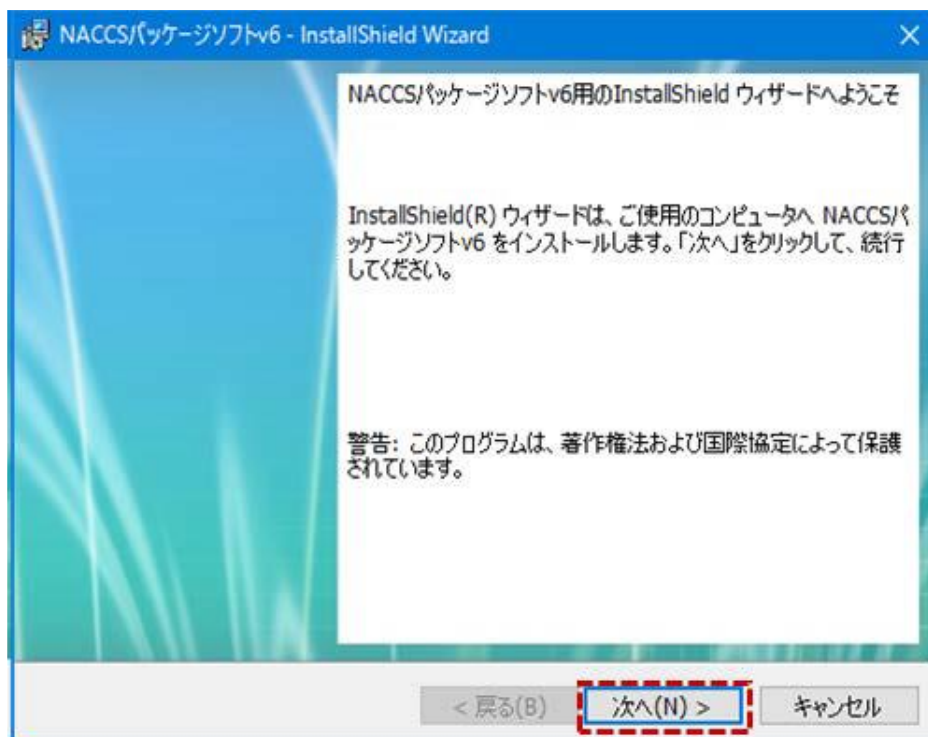 NACCSパッケージソフトv6 - InstallShield Wizard
NACCSパッケージソフトv6用のInstallShield ウィザードへようこそ
InstallShield(R) ウィザードは、ご使用のコンピュータへ NACCSパ
ッケージソフトv6 をインストールします。「次へ」をクリックして、続行
してください。
警告: このプログラムは、著作権法および国際協定によって保護
されています。
< 戻る(B)
次へ(N) >
キャンセル